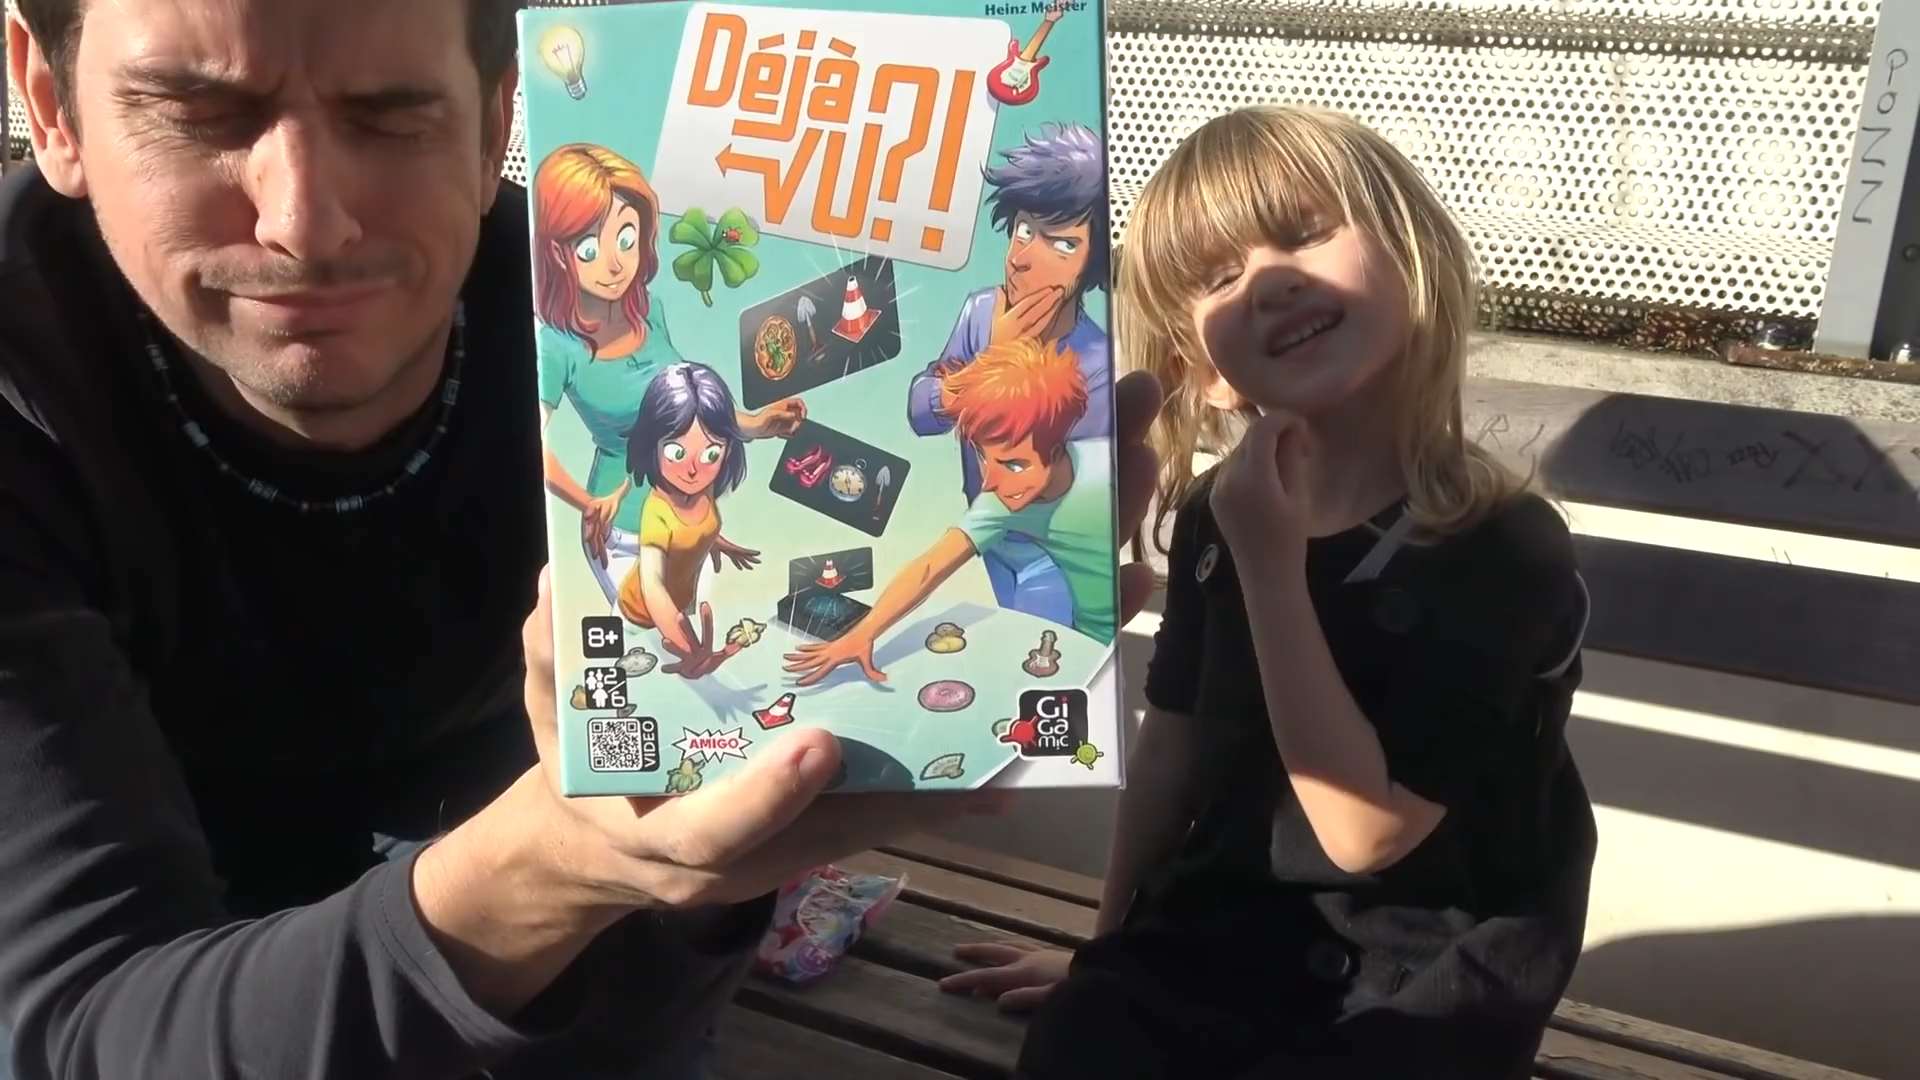 Heinz Meister
Déjà
VU?!
8+
2/6
VIDEO
AMIGO
Gi
GA
mic